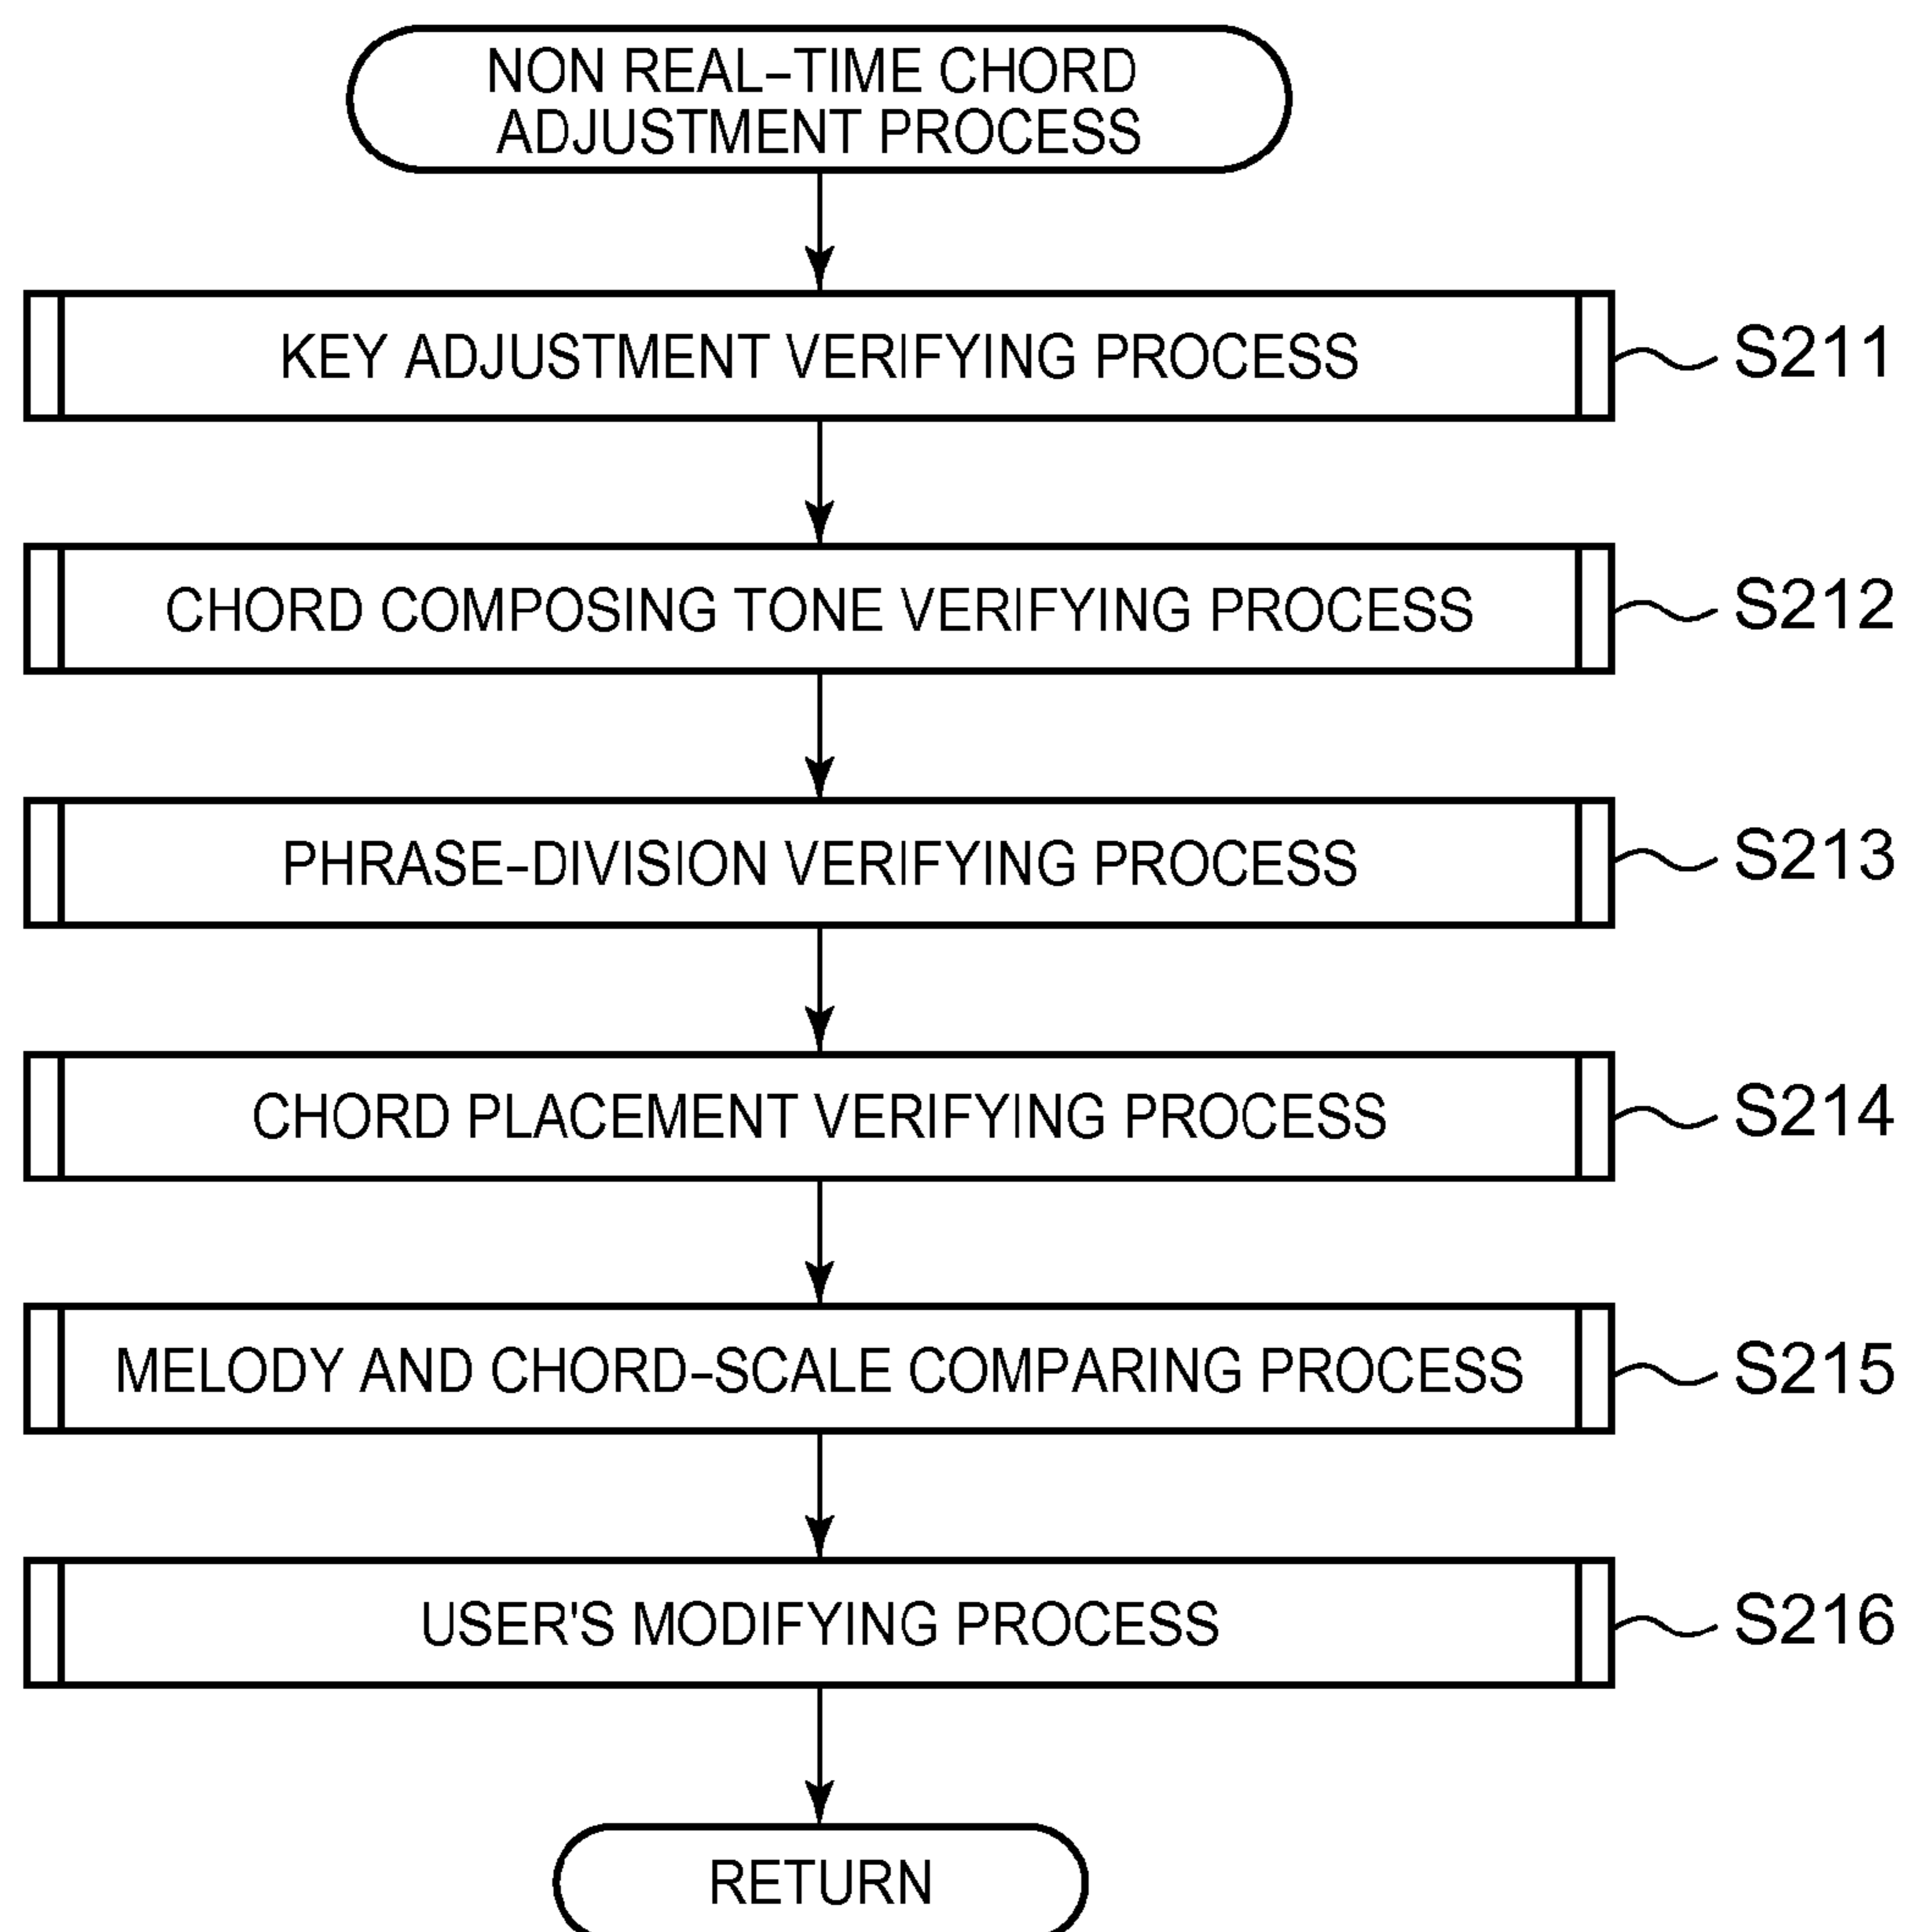 NON REAL-TIME CHORD
ADJUSTMENT PROCESS
KEY ADJUSTMENT VERIFYING PROCESS
S211
CHORD COMPOSING TONE VERIFYING PROCESS
S212
PHRASE-DIVISION VERIFYING PROCESS
S213
CHORD PLACEMENT VERIFYING PROCESS
S214
MELODY AND CHORD-SCALE COMPARING PROCESS
S215
USER'S MODIFYING PROCESS
S216
RETURN